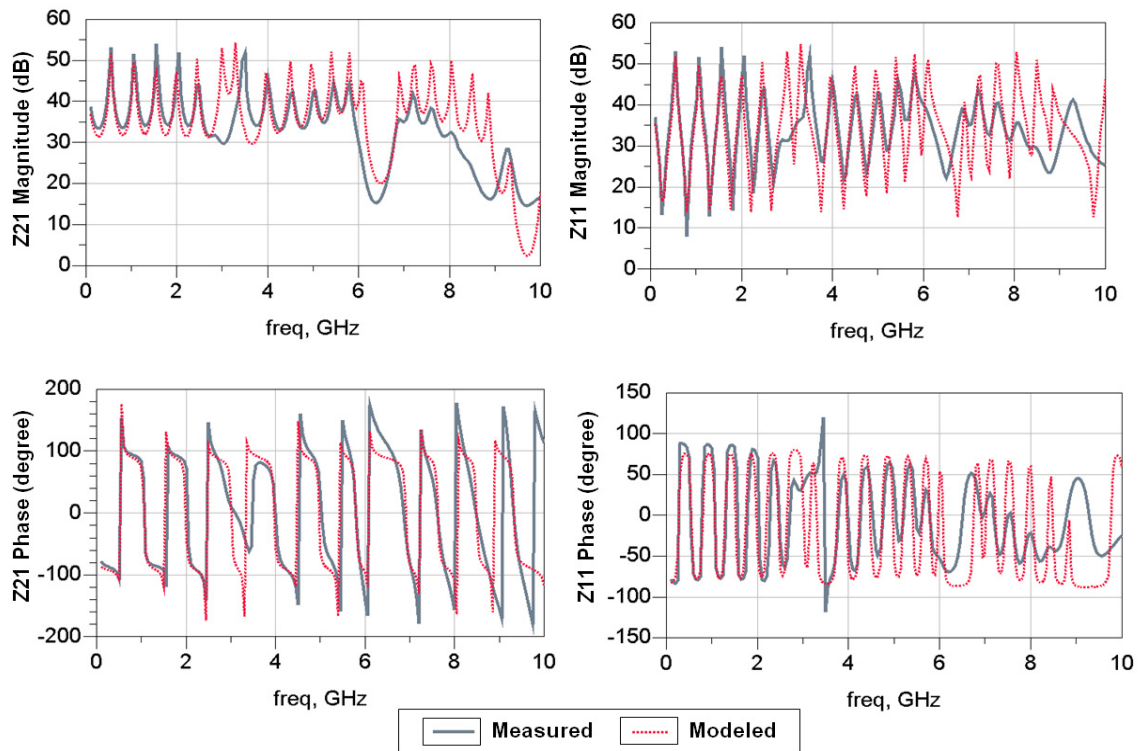 Z21 Magnitude (dB)
60
50
40
30
20
10
0
0 2 4 6 8 10
freq, GHz
Z11 Magnitude (dB)
60
50
40
30
20
10
0
0 2 4 6 8 10
freq, GHz
Z21 Phase (degree)
200
100
0
-100
-200
0 2 4 6 8 10
freq, GHz
Z11 Phase (degree)
150
100
50
0
-50
-100
-150
0 2 4 6 8 10
freq, GHz
Measured Modeled